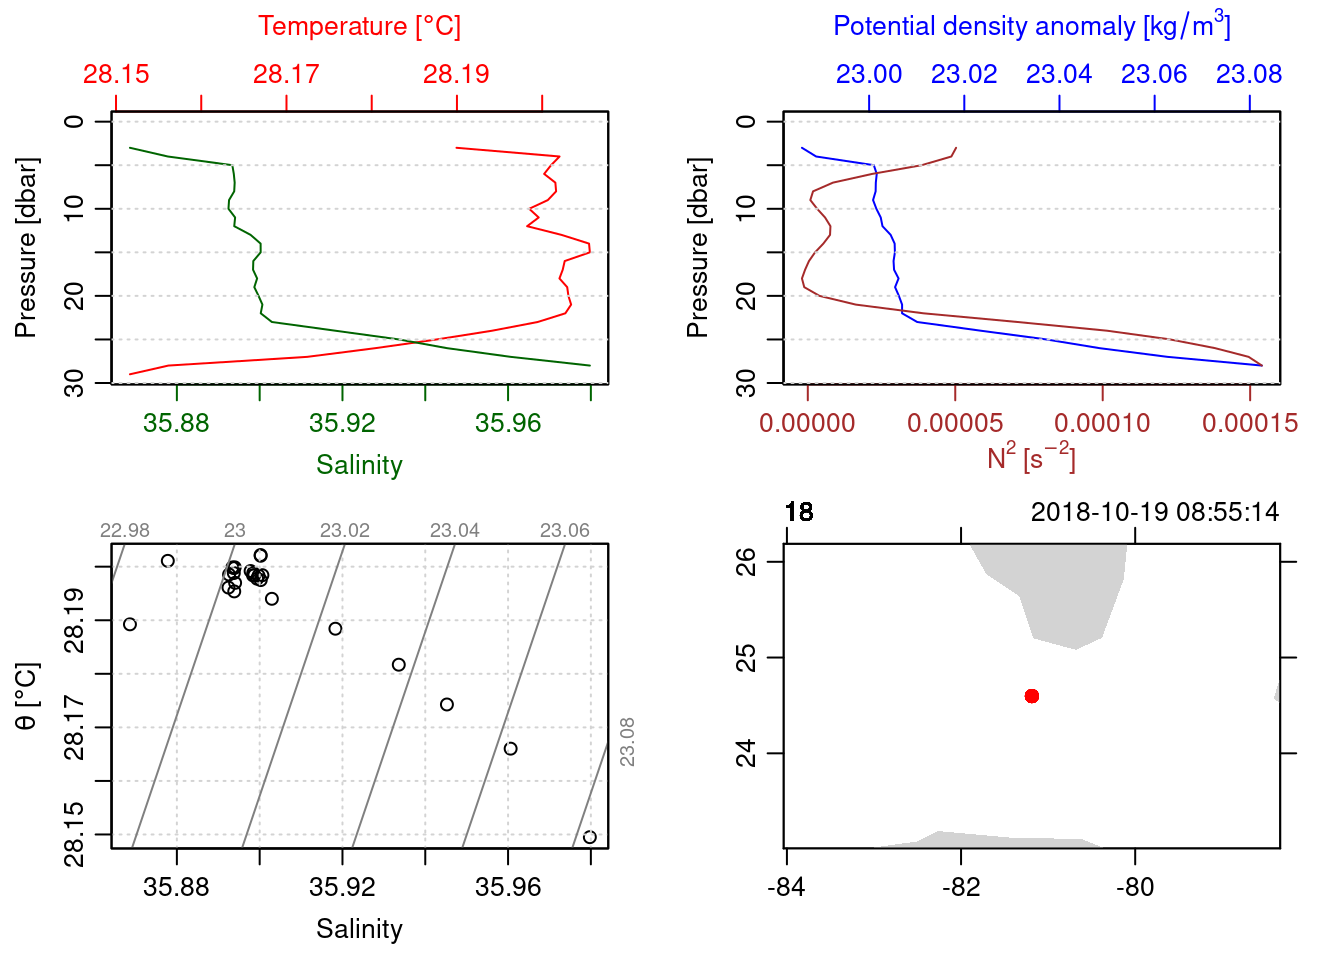 Temperature [°C]
28.15 28.17 28.19
0 10 20 30
Pressure [dbar]
35.88 35.92 35.96
Salinity
Potential density anomaly [kg/m³]
23.00 23.02 23.04 23.06 23.08
0 10 20 30
Pressure [dbar]
0.00000 0.00005 0.00010 0.00015
N² [s⁻²]
22.98 23 23.02 23.04 23.06
23.08
28.19
28.17
28.15
θ [°C]
35.88 35.92 35.96
Salinity
18 2018-10-19 08:55:14
26
25
24
-84 -82 -80